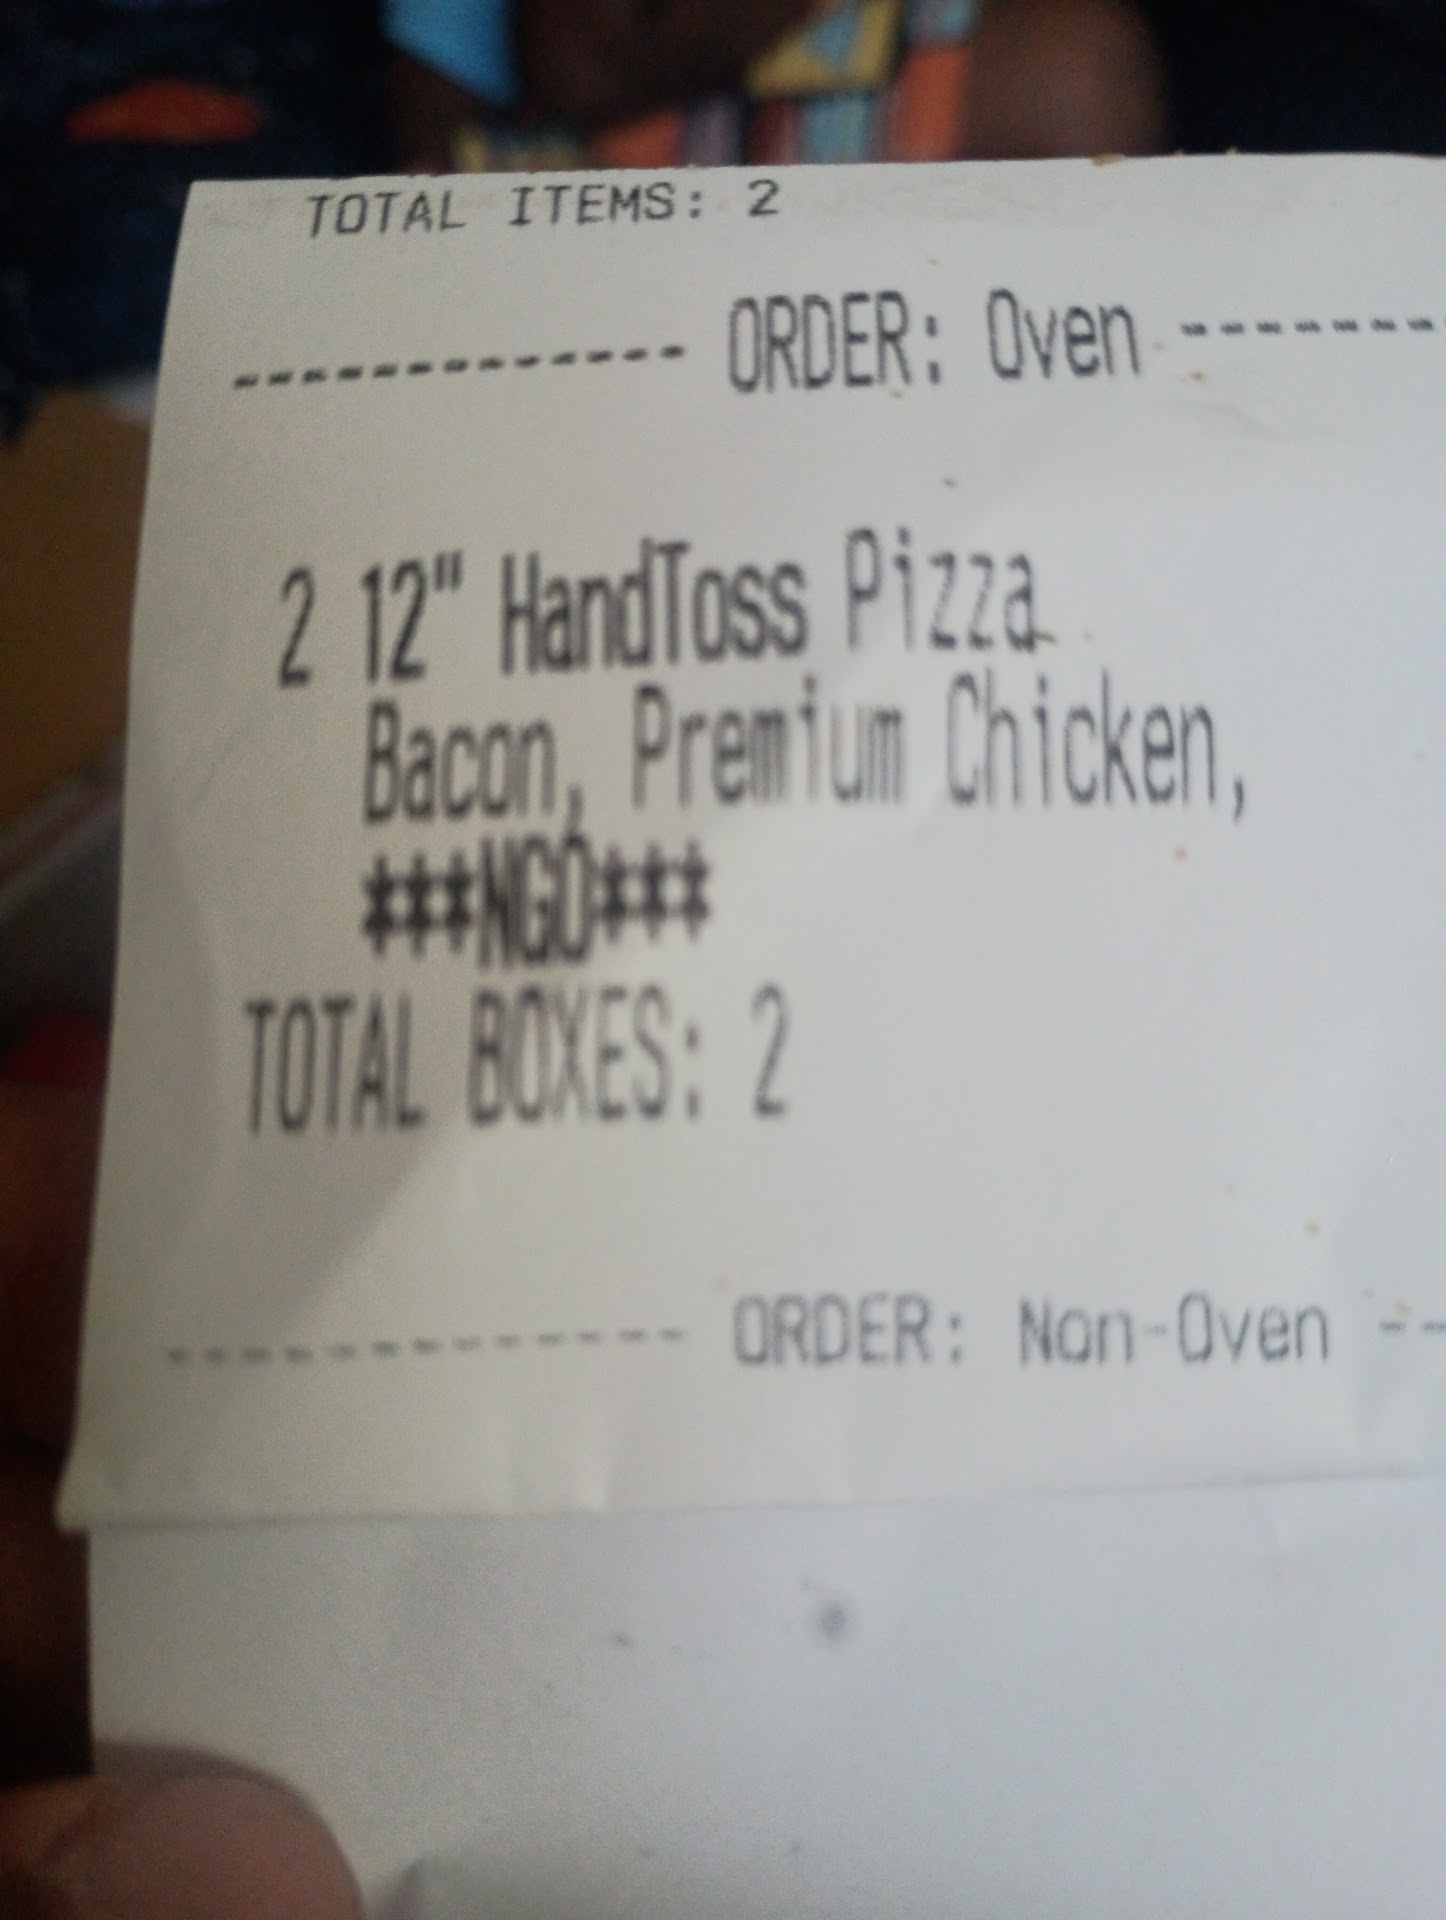 TOTAL ITEMS: 2
------------ ORDER: Oven -------
2 12" HandToss Pizza
Bacon, Premium Chicken,
***NGO***
TOTAL BOXES: 2
------------ ORDER: Non-Oven --